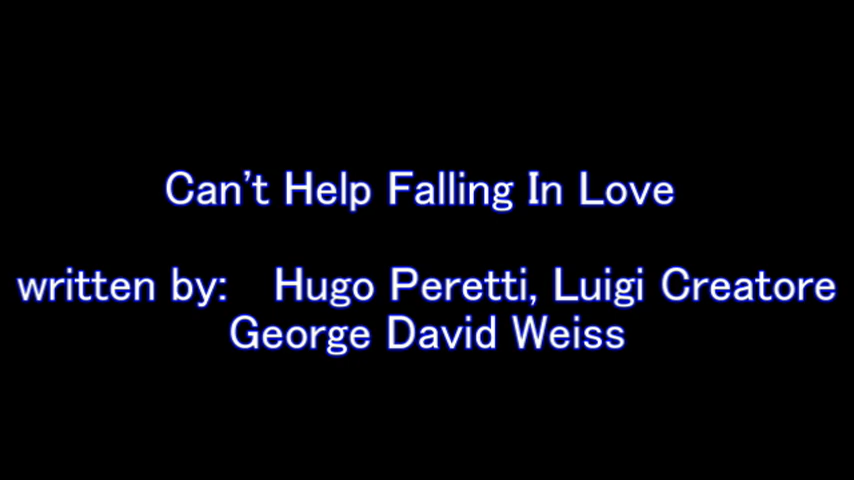 Can't Help Falling In Love
written by: Hugo Peretti, Luigi Creatore
George David Weiss